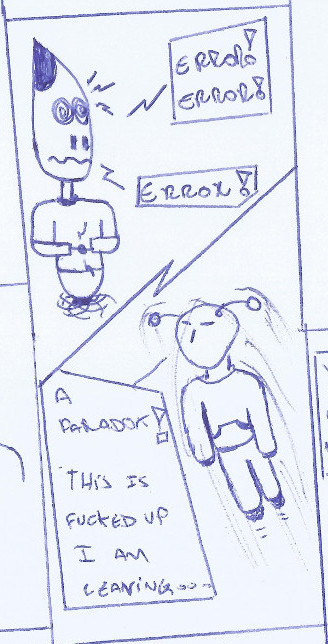 ERROR!
ERROR!
ERROR!
A
PARADOX!
THIS IS
FUCKED UP
I AM
LEAVING...